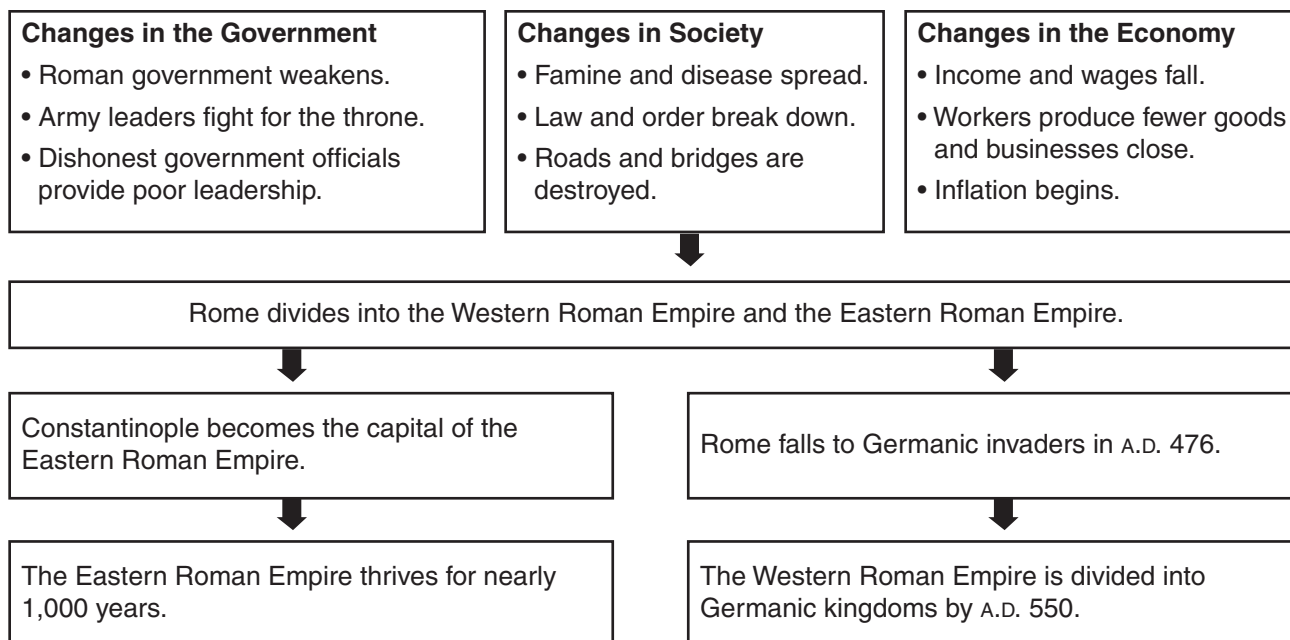 Changes in the Government
• Roman government weakens.
• Army leaders fight for the throne.
• Dishonest government officials
provide poor leadership.
Changes in Society
• Famine and disease spread.
• Law and order break down.
• Roads and bridges are
destroyed.
Changes in the Economy
• Income and wages fall.
• Workers produce fewer goods
and businesses close.
• Inflation begins.
Rome divides into the Western Roman Empire and the Eastern Roman Empire.
Constantinople becomes the capital of the
Eastern Roman Empire.
Rome falls to Germanic invaders in A.D. 476.
The Eastern Roman Empire thrives for nearly
1,000 years.
The Western Roman Empire is divided into
Germanic kingdoms by A.D. 550.